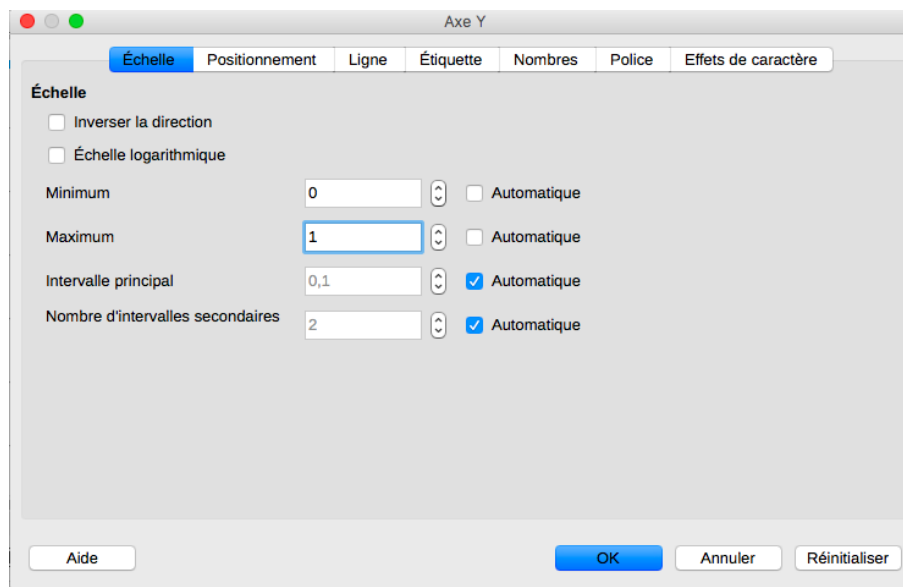 Axe Y
Échelle Positionnement Ligne Étiquette Nombres Police Effets de caractère
Échelle
Inverser la direction
Échelle logarithmique
Minimum 0 Automatique
Maximum 1 Automatique
Intervalle principal 0,1 Automatique
Nombre d'intervalles secondaires 2 Automatique
Aide OK Annuler Réinitialiser